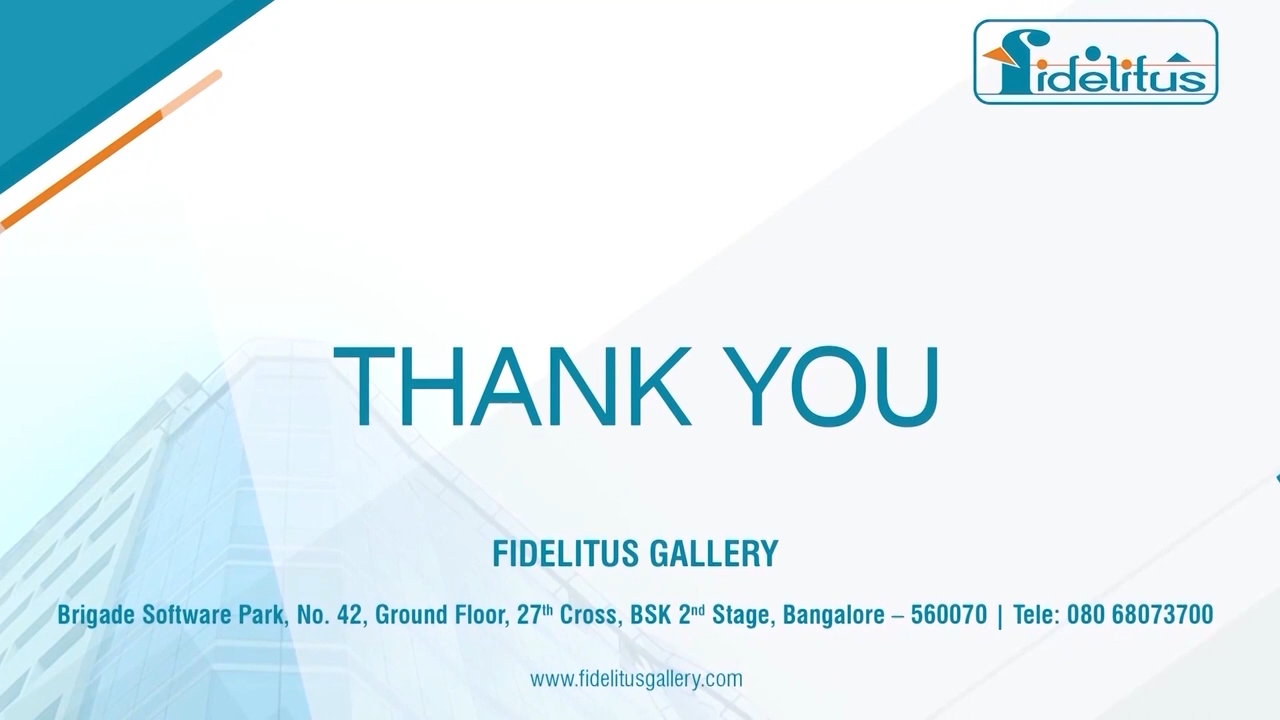 fidelitus
THANK YOU
FIDELITUS GALLERY
Brigade Software Park, No. 42, Ground Floor, 27th Cross, BSK 2nd Stage, Bangalore – 560070 | Tele: 080 68073700
www.fidelitusgallery.com